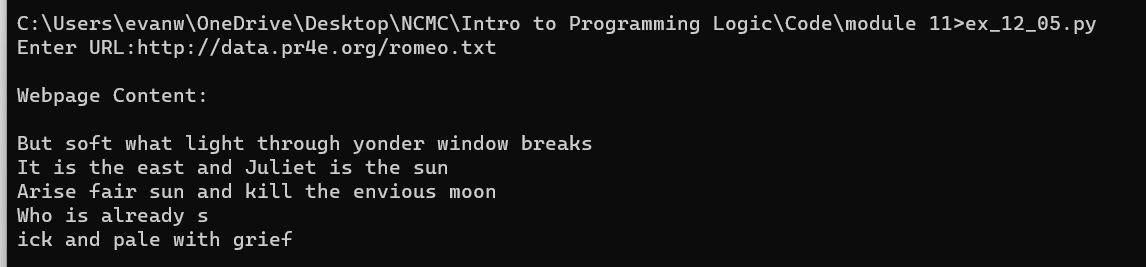 C:\Users\evanw\OneDrive\Desktop\NCMC\Intro to Programming Logic\Code\module 11>ex_12_05.py
Enter URL:http://data.pr4e.org/romeo.txt
Webpage Content:
But soft what light through yonder window breaks
It is the east and Juliet is the sun
Arise fair sun and kill the envious moon
Who is already s
ick and pale with grief